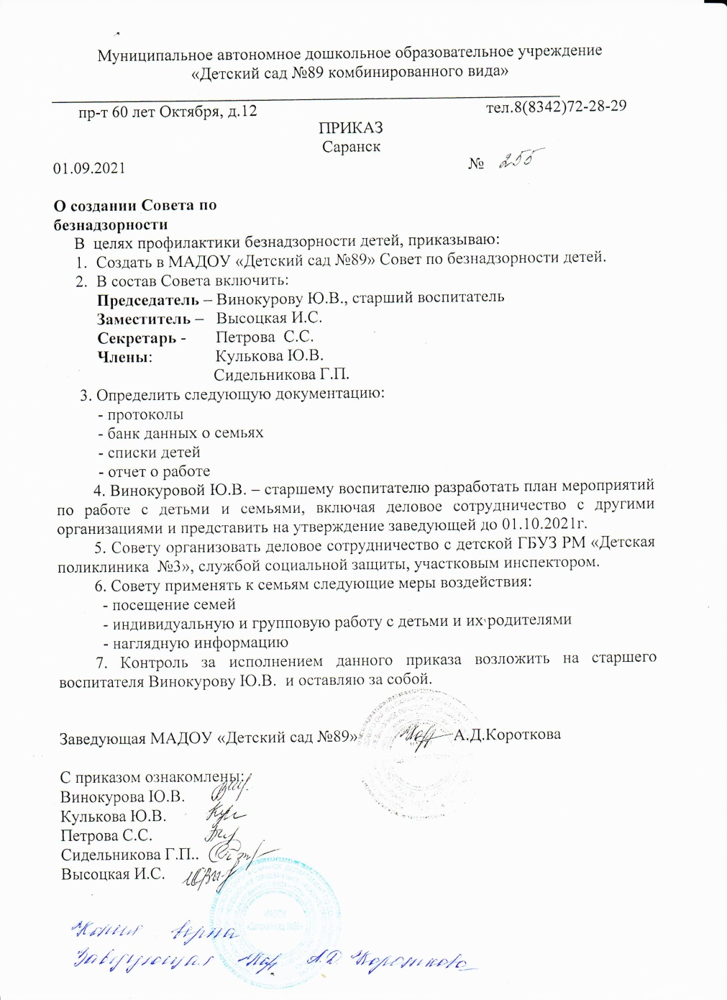 Муниципальное автономное дошкольное образовательное учреждение
«Детский сад №89 комбинированного вида»
пр-т 60 лет Октября, д.12 тел.8(8342)72-28-29
ПРИКАЗ
Саранск
01.09.2021 № 255
О создании Совета по
безнадзорности
В целях профилактики безнадзорности детей, приказываю:
1. Создать в МАДОУ «Детский сад №89» Совет по безнадзорности детей.
2. В состав Совета включить:
Председатель – Винокурову Ю.В., старший воспитатель
Заместитель – Высоцкая И.С.
Секретарь - Петрова С.С.
Члены: Кулькова Ю.В.
Сидельникова Г.П.
3. Определить следующую документацию:
- протоколы
- банк данных о семьях
- списки детей
- отчет о работе
4. Винокуровой Ю.В. – старшему воспитателю разработать план мероприятий
по работе с детьми и семьями, включая деловое сотрудничество с другими
организациями и представить на утверждение заведующей до 01.10.2021г.
5. Совету организовать деловое сотрудничество с детской ГБУЗ РМ «Детская
поликлиника №3», службой социальной защиты, участковым инспектором.
6. Совету применять к семьям следующие меры воздействия:
- посещение семей
- индивидуальную и групповую работу с детьми и их родителями
- наглядную информацию
7. Контроль за исполнением данного приказа возложить на старшего
воспитателя Винокурову Ю.В. и оставляю за собой.
Заведующая МАДОУ «Детский сад №89» А.Д.Короткова
С приказом ознакомлены:
Винокурова Ю.В.
Кулькова Ю.В.
Петрова С.С.
Сидельникова Г.П..
Высоцкая И.С.
МАДОУ
«Детский сад №89»
Копия верна
Заведующая А.Д. Короткова